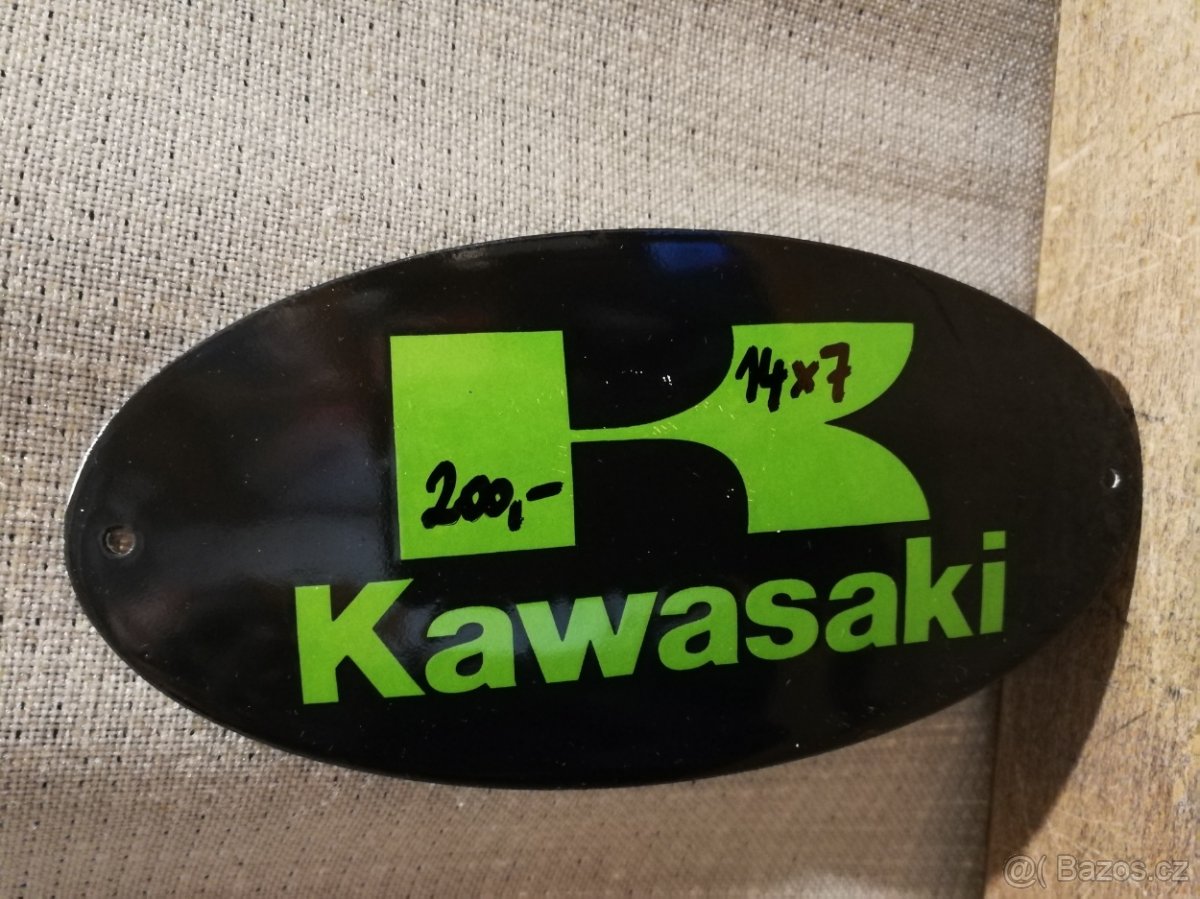 K
14x7
200,-
Kawasaki
@( Bazos.cz